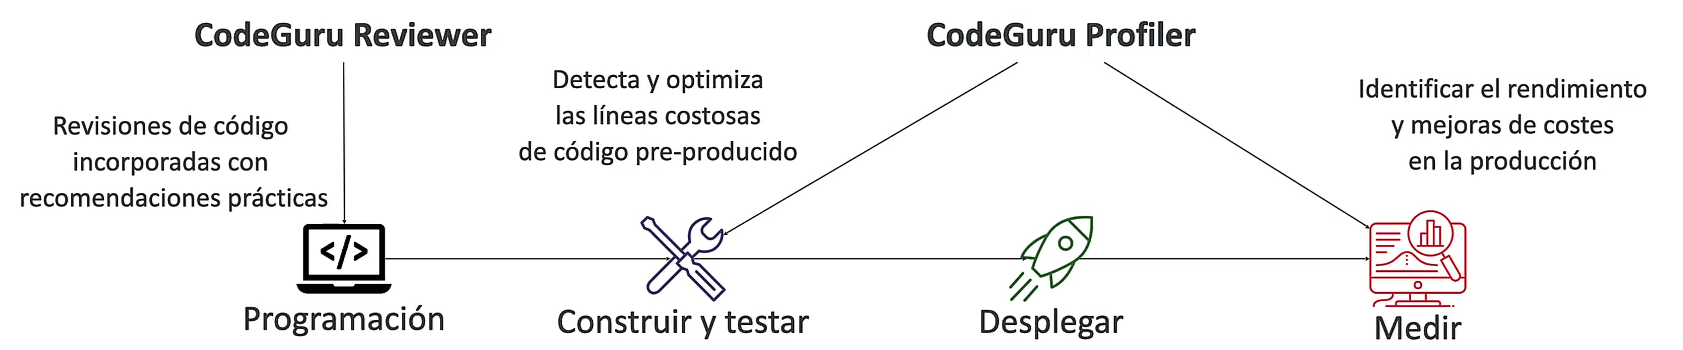 CodeGuru Reviewer
CodeGuru Profiler
Revisiones de código
incorporadas con
recomendaciones prácticas
Detecta y optimiza
las líneas costosas
de código pre-producido
Identificar el rendimiento
y mejoras de costes
en la producción
</>
Programación
Construir y testar
Desplegar
Medir